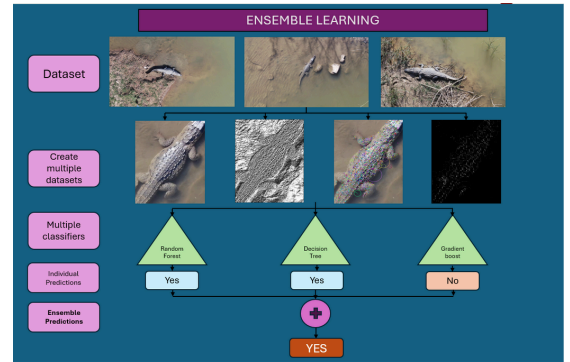 ENSEMBLE LEARNING
Dataset
Create
multiple
datasets
Multiple
classifiers
Random
Forest
Decision
Tree
Gradient
boost
Individual
Predictions
Yes
Yes
No
Ensemble
Predictions
YES